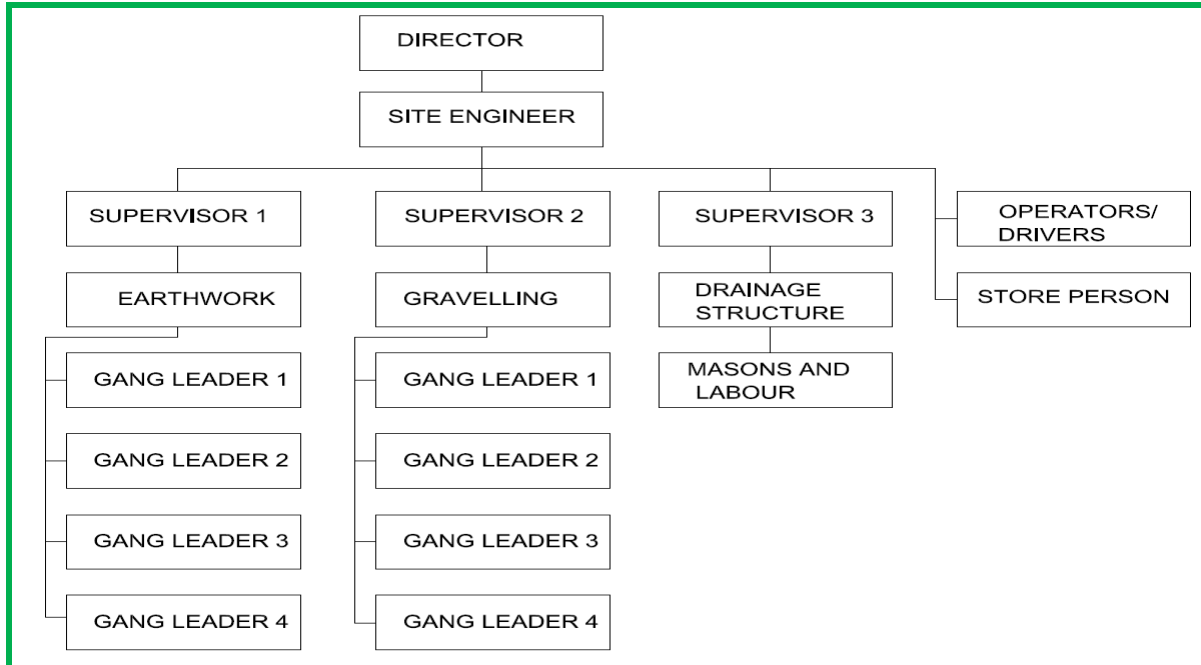 DIRECTOR
SITE ENGINEER
SUPERVISOR 1
SUPERVISOR 2
SUPERVISOR 3
OPERATORS/
DRIVERS
EARTHWORK
GRAVELLING
DRAINAGE
STRUCTURE
STORE PERSON
GANG LEADER 1
GANG LEADER 1
MASONS AND
LABOUR
GANG LEADER 2
GANG LEADER 2
GANG LEADER 3
GANG LEADER 3
GANG LEADER 4
GANG LEADER 4